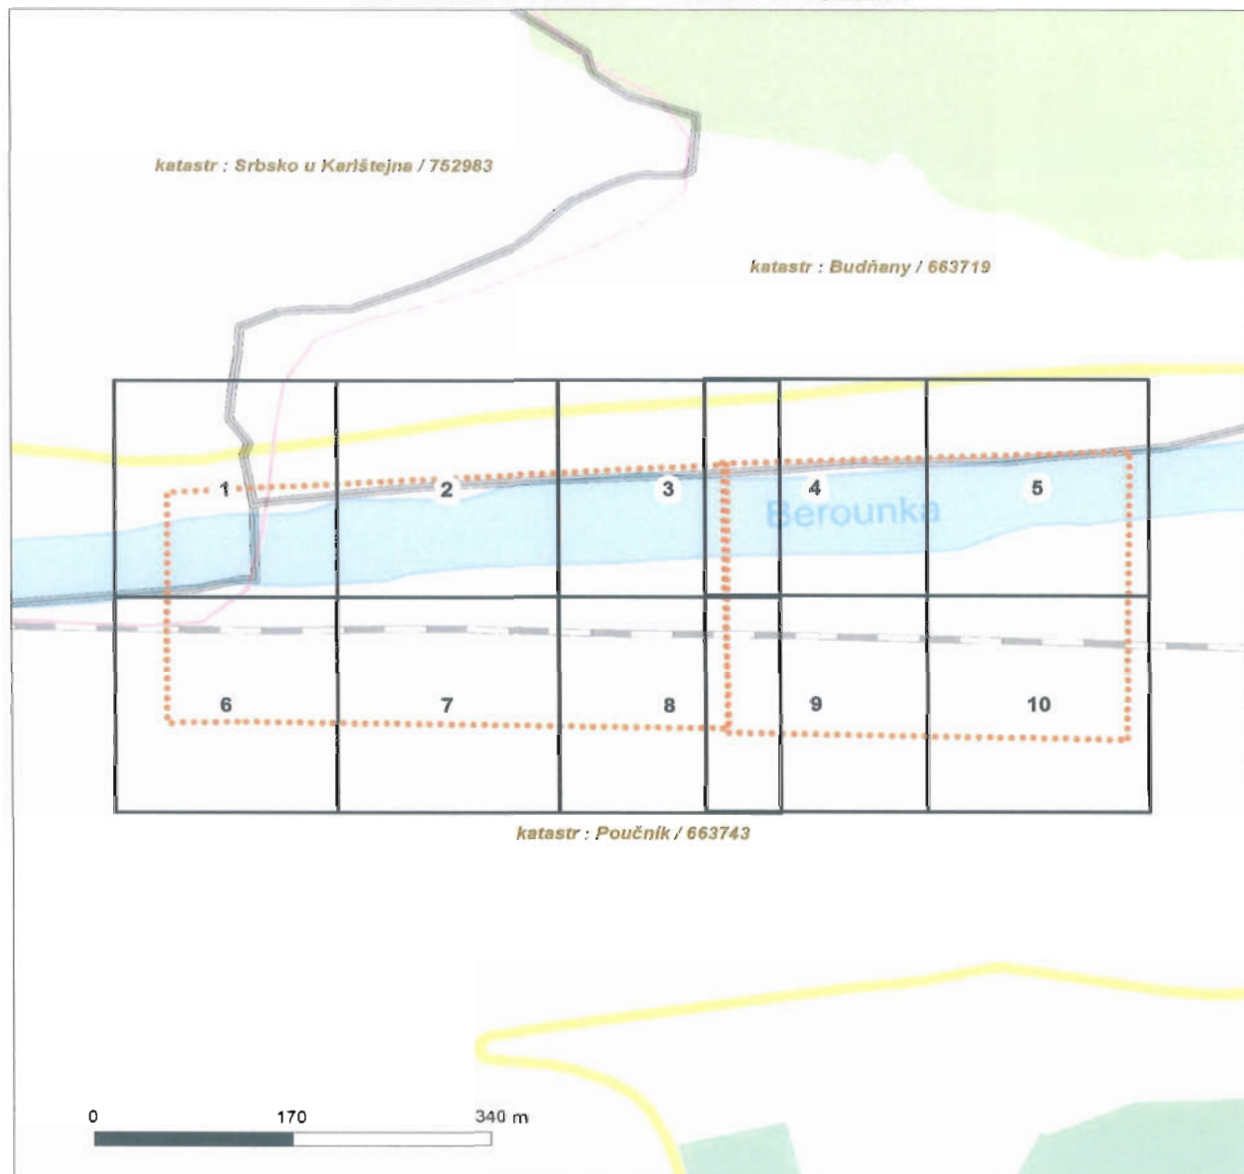 katastr : Srbsko u Karlštejna / 752983
katastr : Budňany / 663719
1
2
3
4
5
Berounka
6
7
8
9
10
katastr : Poučník / 663743
0 170 340 m